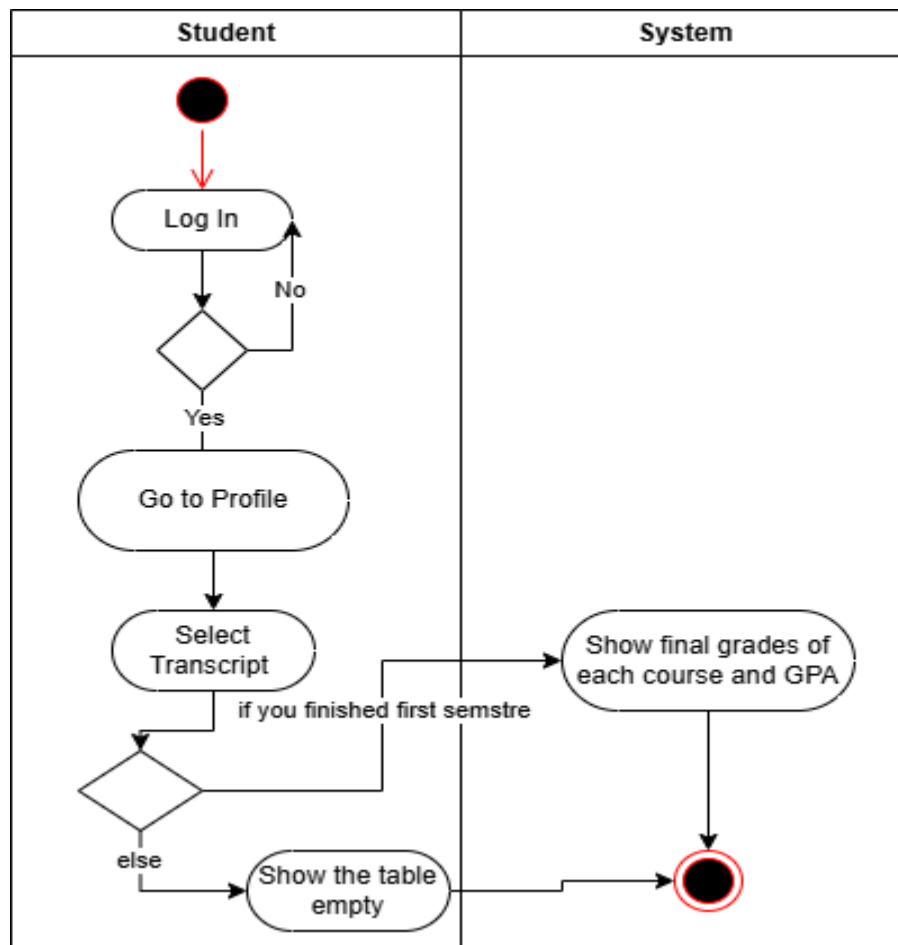 Student
System
Log In
No
Yes
Go to Profile
Select
Transcript
Show final grades of
each course and GPA
if you finished first semstre
else
Show the table
empty